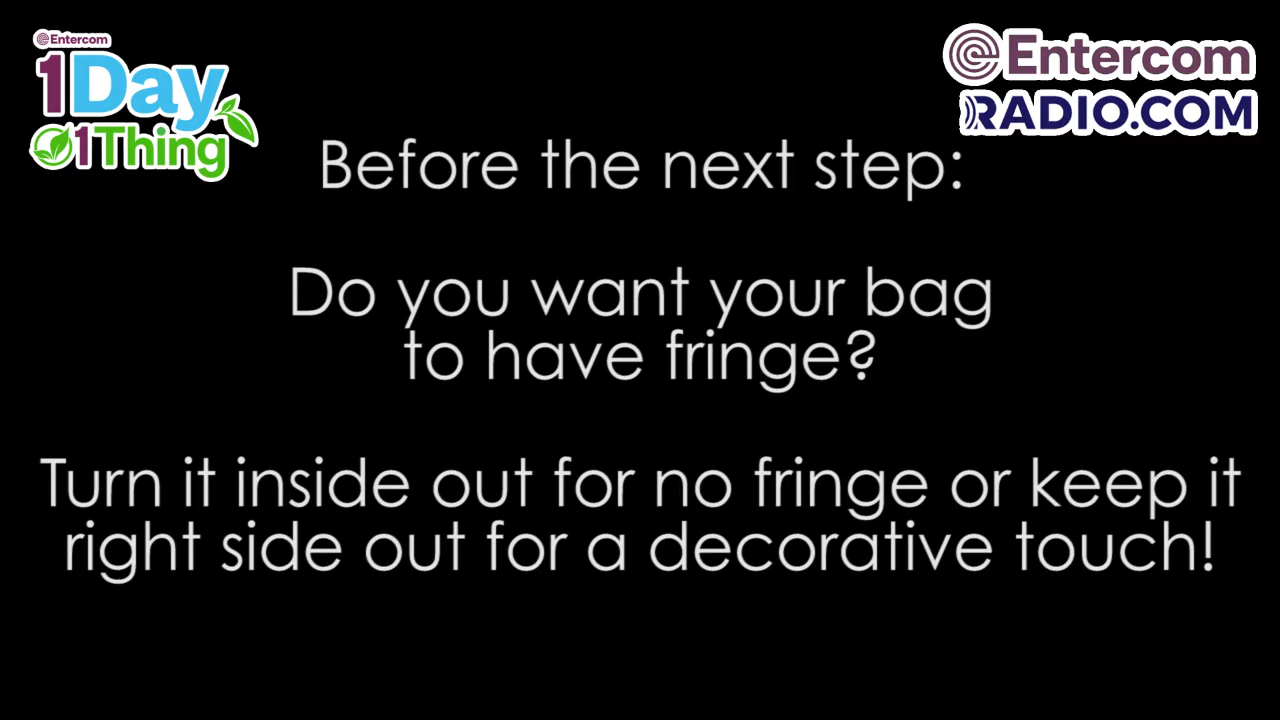 Entercom
1Day
1Thing
Entercom
RADIO.COM
Before the next step:
Do you want your bag
to have fringe?
Turn it inside out for no fringe or keep it
right side out for a decorative touch!